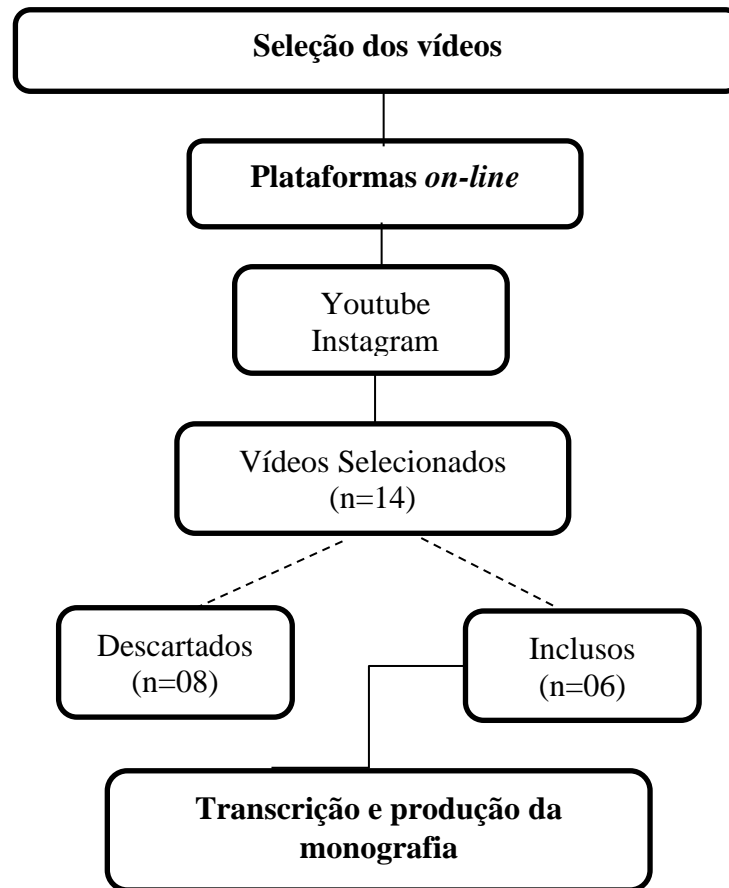 Seleção dos vídeos
Plataformas on-line
Youtube
Instagram
Vídeos Selecionados
(n=14)
Descartados
(n=08)
Inclusos
(n=06)
Transcrição e produção da
monografia